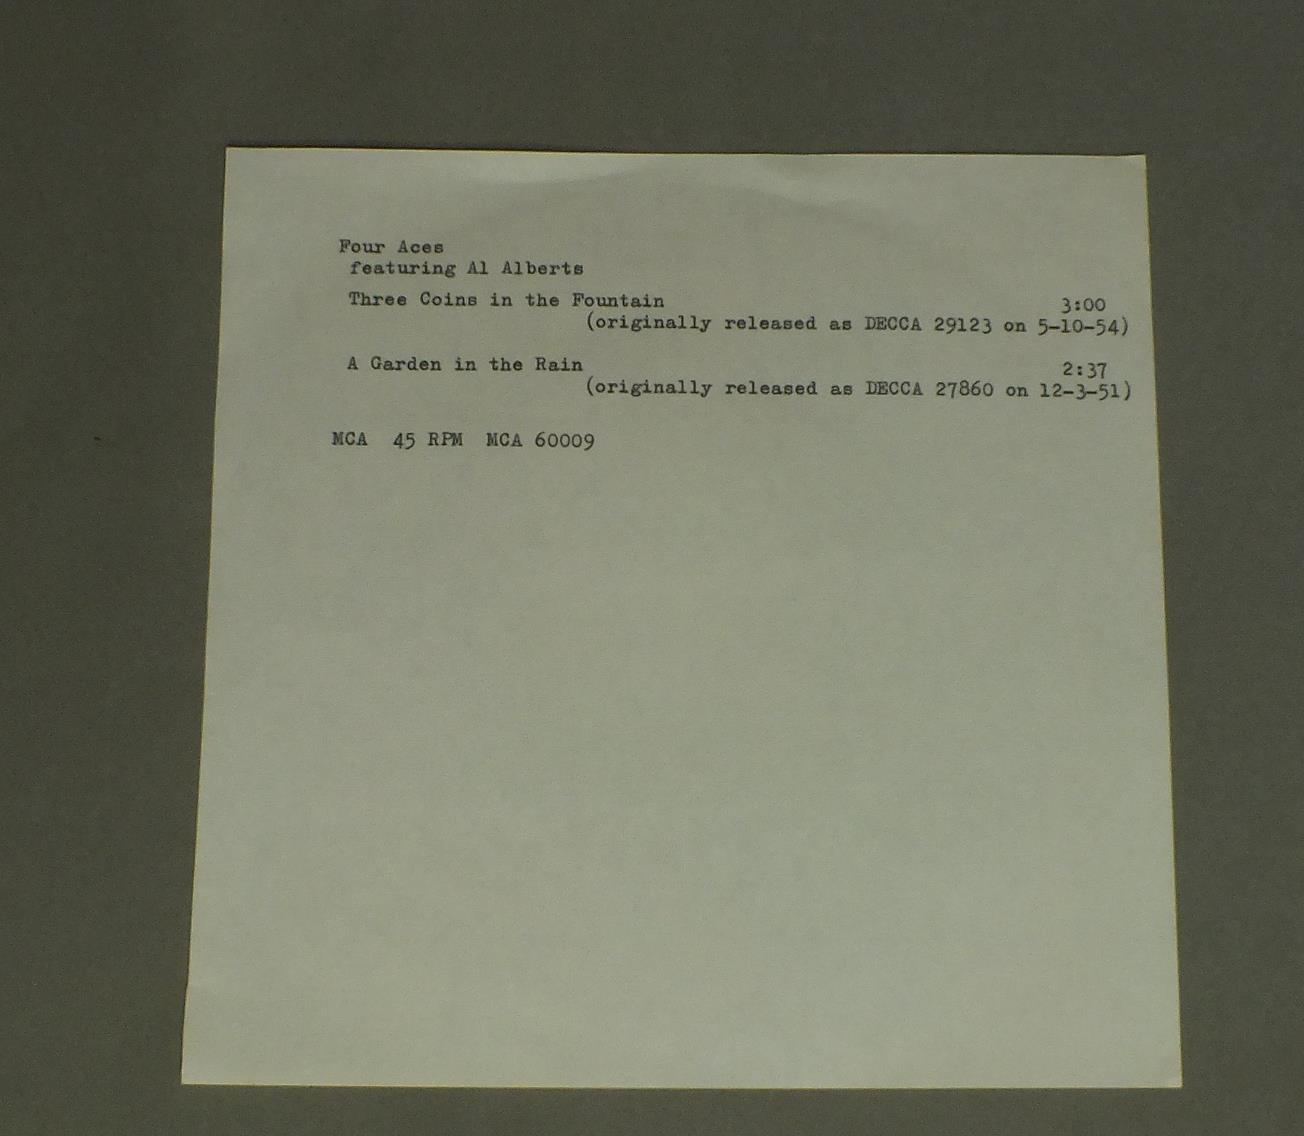 Four Aces
featuring Al Alberts
Three Coins in the Fountain 3:00
(originally released as DECCA 29123 on 5-10-54)
A Garden in the Rain 2:37
(originally released as DECCA 27860 on 12-3-51)
MCA 45 RPM MCA 60009